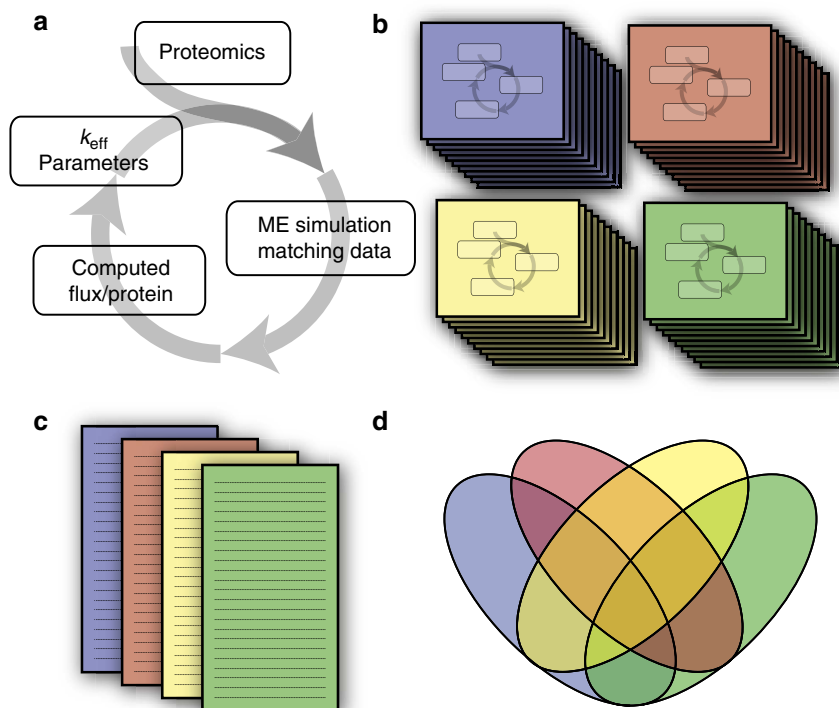 a
Proteomics
k eff
Parameters
ME simulation
matching data
Computed
flux/protein
b
c
d